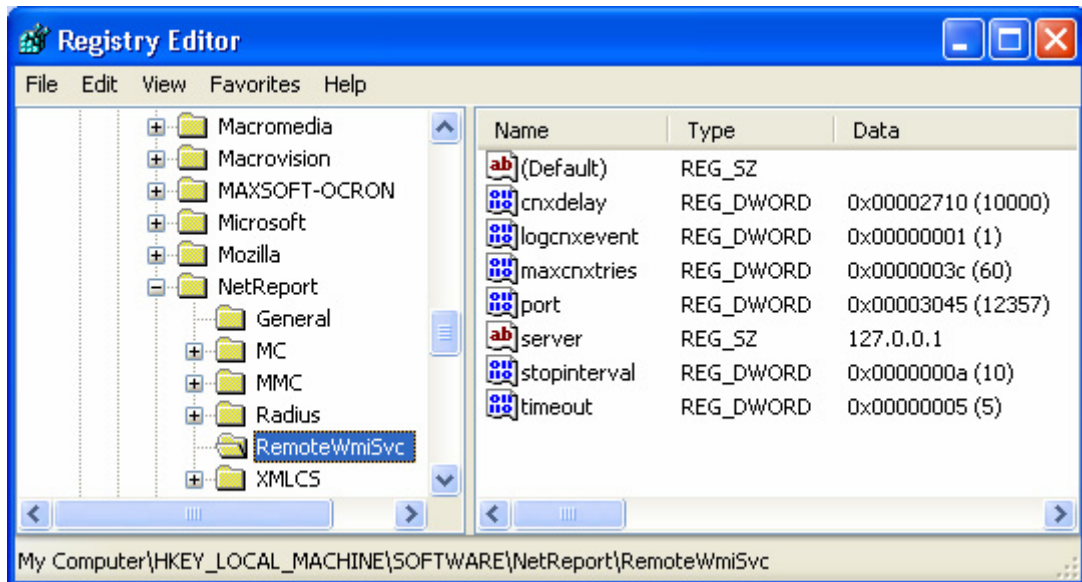 Registry Editor
File Edit View Favorites Help
Macromedia
Macrovision
MAXSOFT-OCRON
Microsoft
Mozilla
NetReport
General
MC
MMC
Radius
RemoteWmiSvc
XMLCS
Name Type Data
(Default) REG_SZ
cnxdelay REG_DWORD 0x00002710 (10000)
logcnxevent REG_DWORD 0x00000001 (1)
maxcnxtries REG_DWORD 0x0000003c (60)
port REG_DWORD 0x00003045 (12357)
server REG_SZ 127.0.0.1
stopinterval REG_DWORD 0x0000000a (10)
timeout REG_DWORD 0x00000005 (5)
My Computer\HKEY_LOCAL_MACHINE\SOFTWARE\NetReport\RemoteWmiSvc